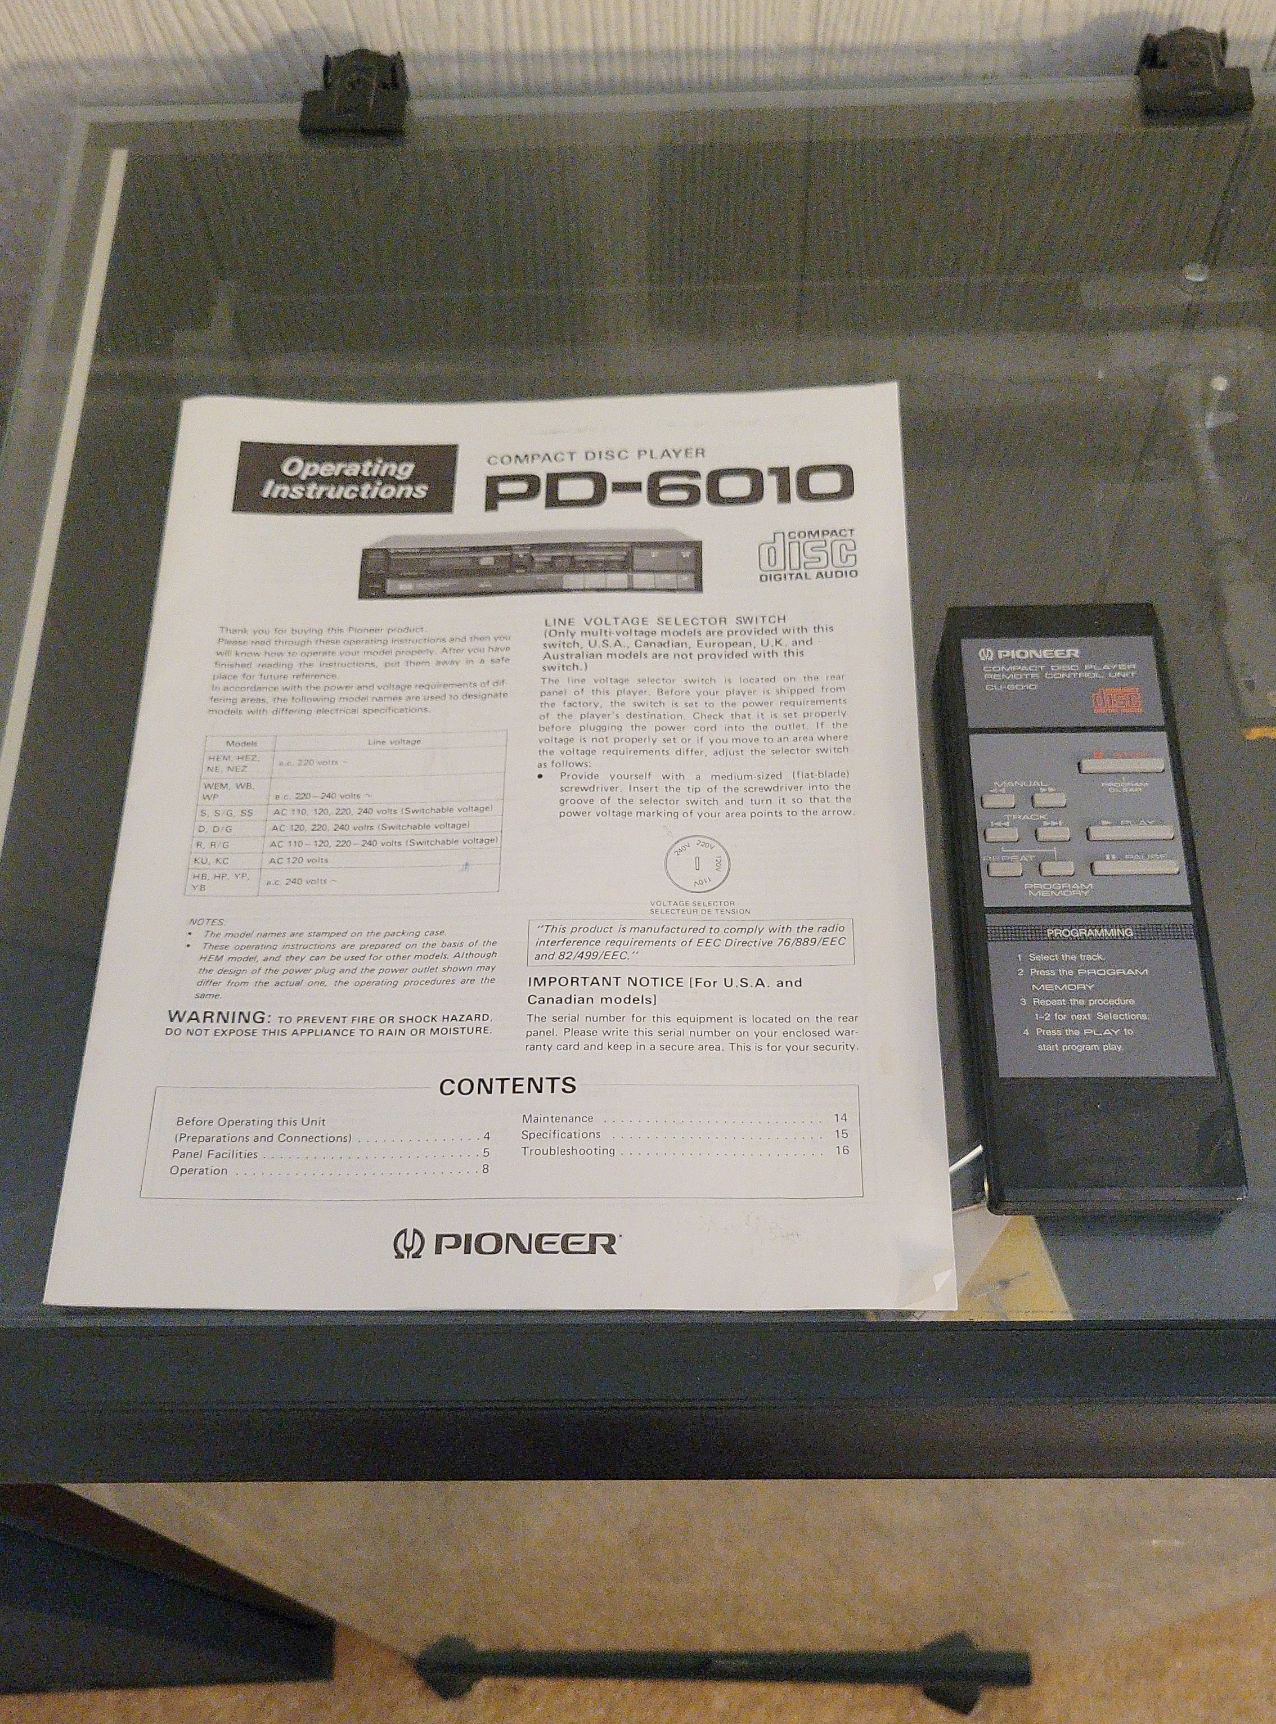 Operating
Instructions
COMPACT DISC PLAYER
PD-6010
COMPACT
disc
DIGITAL AUDIO
Thank you for buying this Pioneer product.
Please read through these operating instructions and then you
will know how to operate your model properly. After you have
finished reading the instructions, put them away in a safe
place for future reference.
In accordance with the power and voltage requirements of dif-
fering areas, the following model names are used to designate
models with differing electrical specifications.
Models Line voltage
HEM, HEZ,
NE, NEZ a.c. 220 volts ~
WEM, WB,
WP a.c. 220–240 volts ~
S, S/G, SS AC 110, 120, 220, 240 volts (Switchable voltage)
D, D/G AC 120, 220, 240 volts (Switchable voltage)
R, R/G AC 110–120, 220–240 volts (Switchable voltage)
KU, KC AC 120 volts
HB, HP, YP,
YB a.c. 240 volts ~
NOTES:
• The model names are stamped on the packing case.
• These operating instructions are prepared on the basis of the
HEM model, and they can be used for other models. Although
the design of the power plug and the power outlet shown may
differ from the actual one, the operating procedures are the
same.
WARNING: TO PREVENT FIRE OR SHOCK HAZARD,
DO NOT EXPOSE THIS APPLIANCE TO RAIN OR MOISTURE.
LINE VOLTAGE SELECTOR SWITCH
(Only multi-voltage models are provided with this
switch, U.S.A., Canadian, European, U.K. and
Australian models are not provided with this
switch.)
The line voltage selector switch is located on the rear
panel of this player. Before your player is shipped from
the factory, the switch is set to the power requirements
of the player's destination. Check that it is set properly
before plugging the power cord into the outlet. If the
voltage is not properly set or if you move to an area where
the voltage requirements differ, adjust the selector switch
as follows:
• Provide yourself with a medium-sized (flat-blade)
screwdriver. Insert the tip of the screwdriver into the
groove of the selector switch and turn it so that the
power voltage marking of your area points to the arrow.
240V 220V 120V 110V
VOLTAGE SELECTOR
SELECTEUR DE TENSION
"This product is manufactured to comply with the radio
interference requirements of EEC Directive 76/889/EEC
and 82/499/EEC."
IMPORTANT NOTICE [For U.S.A. and
Canadian models]
The serial number for this equipment is located on the rear
panel. Please write this serial number on your enclosed war-
ranty card and keep in a secure area. This is for your security.
CONTENTS
Before Operating this Unit
(Preparations and Connections) . . . . . . . . . . . . . . . 4
Panel Facilities . . . . . . . . . . . . . . . . . . . . . . . . . . 5
Operation . . . . . . . . . . . . . . . . . . . . . . . . . . . . . 8
Maintenance . . . . . . . . . . . . . . . . . . . . . . . . . . 14
Specifications . . . . . . . . . . . . . . . . . . . . . . . . . 15
Troubleshooting . . . . . . . . . . . . . . . . . . . . . . . 16
PIONEER
PIONEER
COMPACT DISC PLAYER
REMOTE CONTROL UNIT
CU-6010
disc
DIGITAL AUDIO
PROGRAM
CLEAR
MANUAL
TRACK
PLAY
REPEAT
PAUSE
PROGRAM
MEMORY
PROGRAMMING
1 Select the track.
2 Press the PROGRAM
MEMORY
3 Repeat the procedure
1-2 for next Selections.
4 Press the PLAY to
start program play.